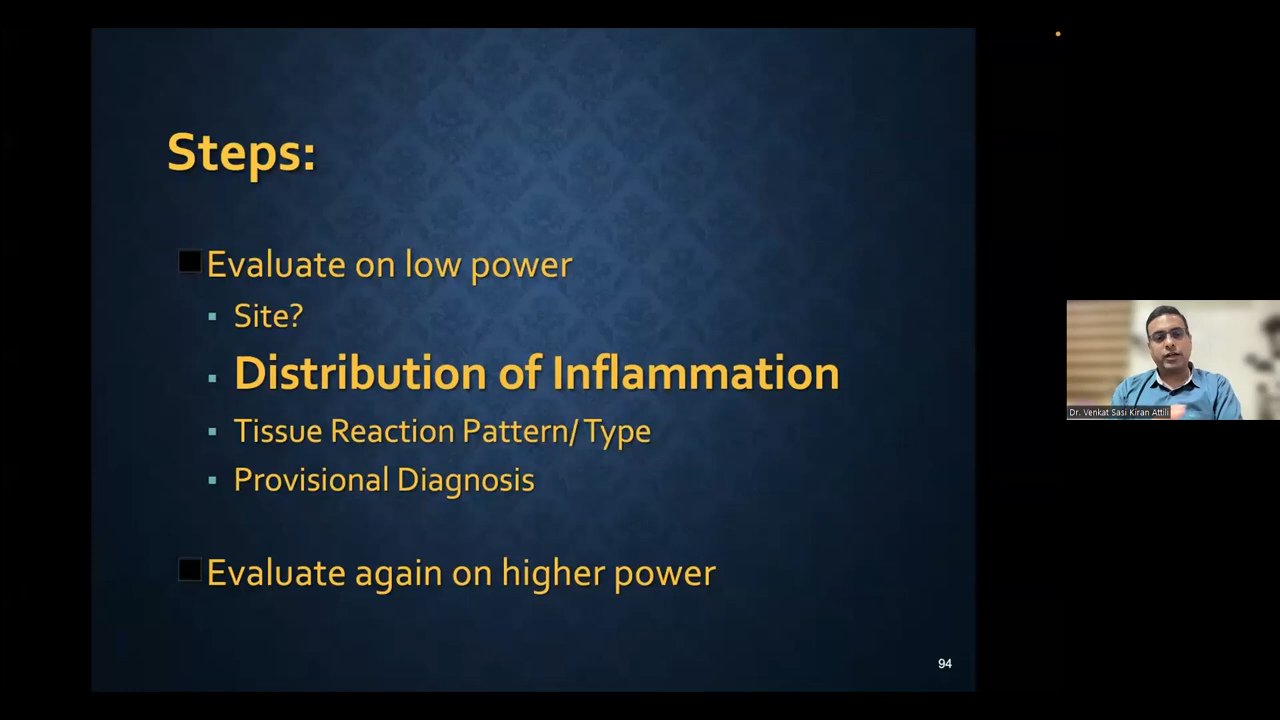 Steps:
Evaluate on low power
Site?
Distribution of Inflammation
Tissue Reaction Pattern/ Type
Provisional Diagnosis
Evaluate again on higher power
94
Dr. Venkat Sasi Kiran Attili